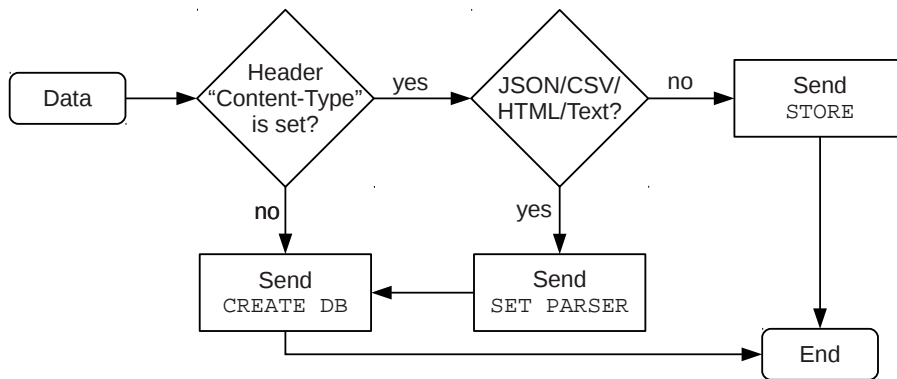 Data
Header
“Content-Type”
is set?
yes
JSON/CSV/
HTML/Text?
no
Send
STORE
no
yes
Send
CREATE DB
Send
SET PARSER
End